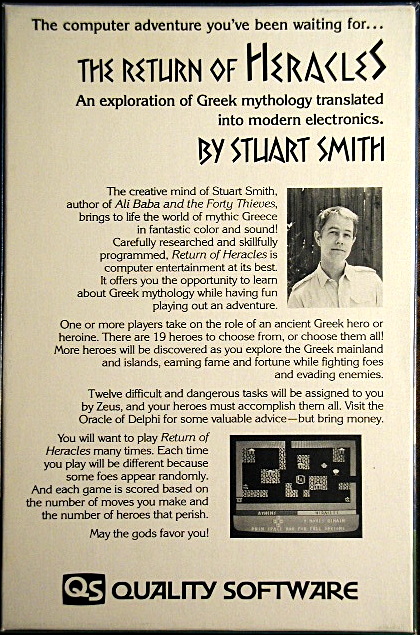 The computer adventure you've been waiting for...
THE RETURN OF HERACLES
An exploration of Greek mythology translated
into modern electronics.
BY STUART SMITH
The creative mind of Stuart Smith,
author of Ali Baba and the Forty Thieves,
brings to life the world of mythic Greece
in fantastic color and sound!
Carefully researched and skillfully
programmed, Return of Heracles is
computer entertainment at its best.
It offers you the opportunity to learn
about Greek mythology while having fun
playing out an adventure.
One or more players take on the role of an ancient Greek hero or
heroine. There are 19 heroes to choose from, or choose them all!
More heroes will be discovered as you explore the Greek mainland
and islands, earning fame and fortune while fighting foes
and evading enemies.
Twelve difficult and dangerous tasks will be assigned to you
by Zeus, and your heroes must accomplish them all. Visit the
Oracle of Delphi for some valuable advice—but bring money.
You will want to play Return of
Heracles many times. Each time
you play will be different because
some foes appear randomly.
And each game is scored based on
the number of moves you make and
the number of heroes that perish.
May the gods favor you!
QS QUALITY SOFTWARE